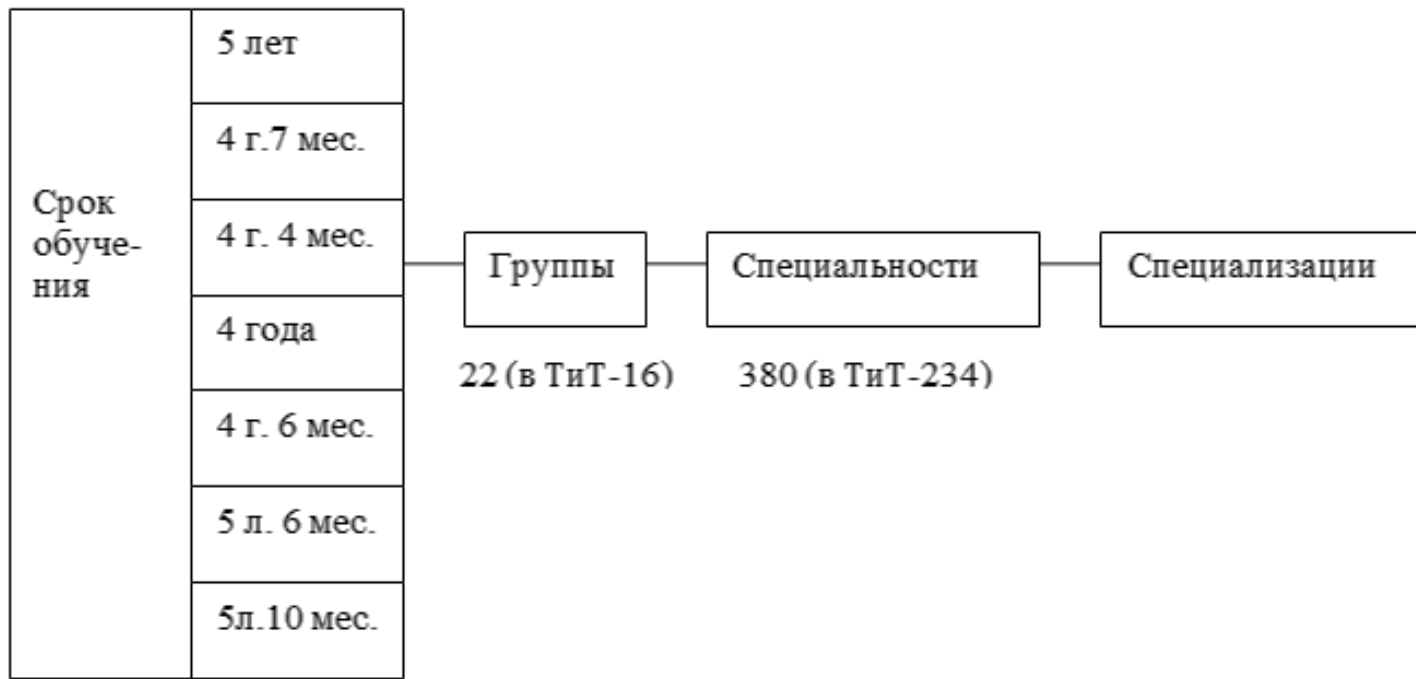 Срок
обуче-
ния
5 лет
4 г.7 мес.
4 г. 4 мес.
4 года
4 г. 6 мес.
5 л. 6 мес.
5л.10 мес.
Группы
Специальности
Специализации
22 (в ТиТ-16)
380 (в ТиТ-234)